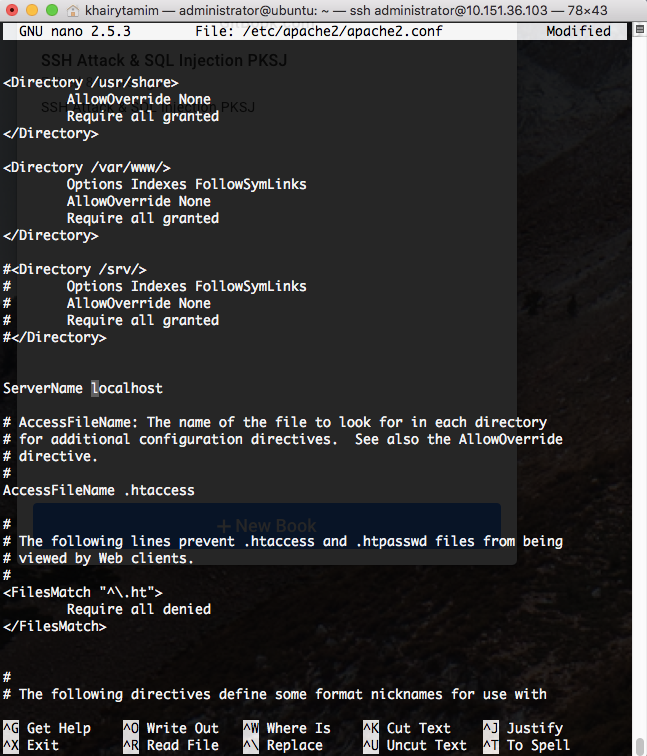 khairytamim — administrator@ubuntu: ~ — ssh administrator@10.151.36.103 — 78×43
GNU nano 2.5.3 File: /etc/apache2/apache2.conf Modified
SSH Attack & SQL Injection PKSJ
<Directory /usr/share>
AllowOverride None
SSH Attack & SQL Injection PKSJ
Require all granted
</Directory>
<Directory /var/www/>
Options Indexes FollowSymLinks
AllowOverride None
Require all granted
</Directory>
#<Directory /srv/>
# Options Indexes FollowSymLinks
# AllowOverride None
# Require all granted
#</Directory>
ServerName localhost
# AccessFileName: The name of the file to look for in each directory
# for additional configuration directives.  See also the AllowOverride
# directive.
#
AccessFileName .htaccess
#
+ New Book
# The following lines prevent .htaccess and .htpasswd files from being
# viewed by Web clients.
#
<FilesMatch "^\.ht">
Require all denied
</FilesMatch>
#
# The following directives define some format nicknames for use with
^G Get Help ^O Write Out ^W Where Is ^K Cut Text ^J Justify
^X Exit ^R Read File ^\ Replace ^U Uncut Text ^T To Spell